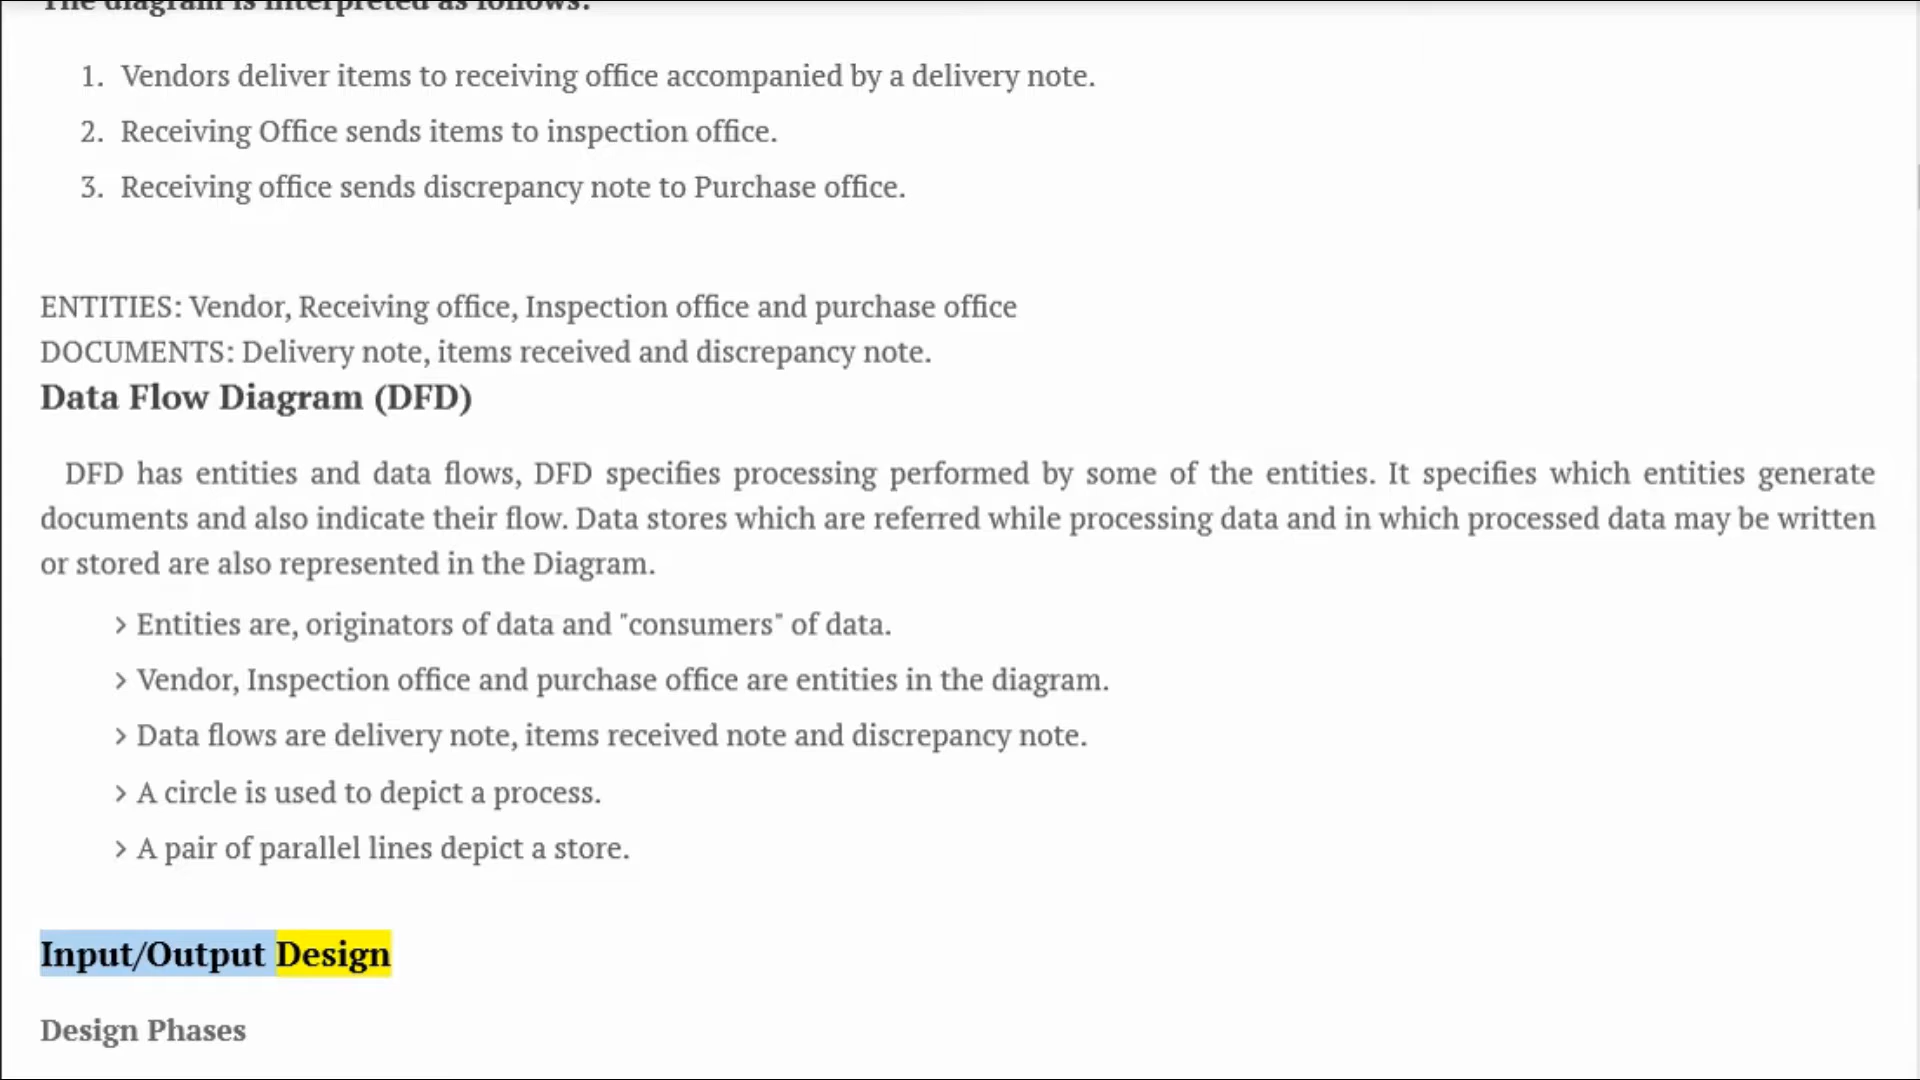 The diagram is interpreted as follows:
1. Vendors deliver items to receiving office accompanied by a delivery note.
2. Receiving Office sends items to inspection office.
3. Receiving office sends discrepancy note to Purchase office.
ENTITIES: Vendor, Receiving office, Inspection office and purchase office
DOCUMENTS: Delivery note, items received and discrepancy note.
Data Flow Diagram (DFD)
DFD has entities and data flows, DFD specifies processing performed by some of the entities. It specifies which entities generate
documents and also indicate their flow. Data stores which are referred while processing data and in which processed data may be written
or stored are also represented in the Diagram.
> Entities are, originators of data and "consumers" of data.
> Vendor, Inspection office and purchase office are entities in the diagram.
> Data flows are delivery note, items received note and discrepancy note.
> A circle is used to depict a process.
> A pair of parallel lines depict a store.
Input/Output Design
Design Phases